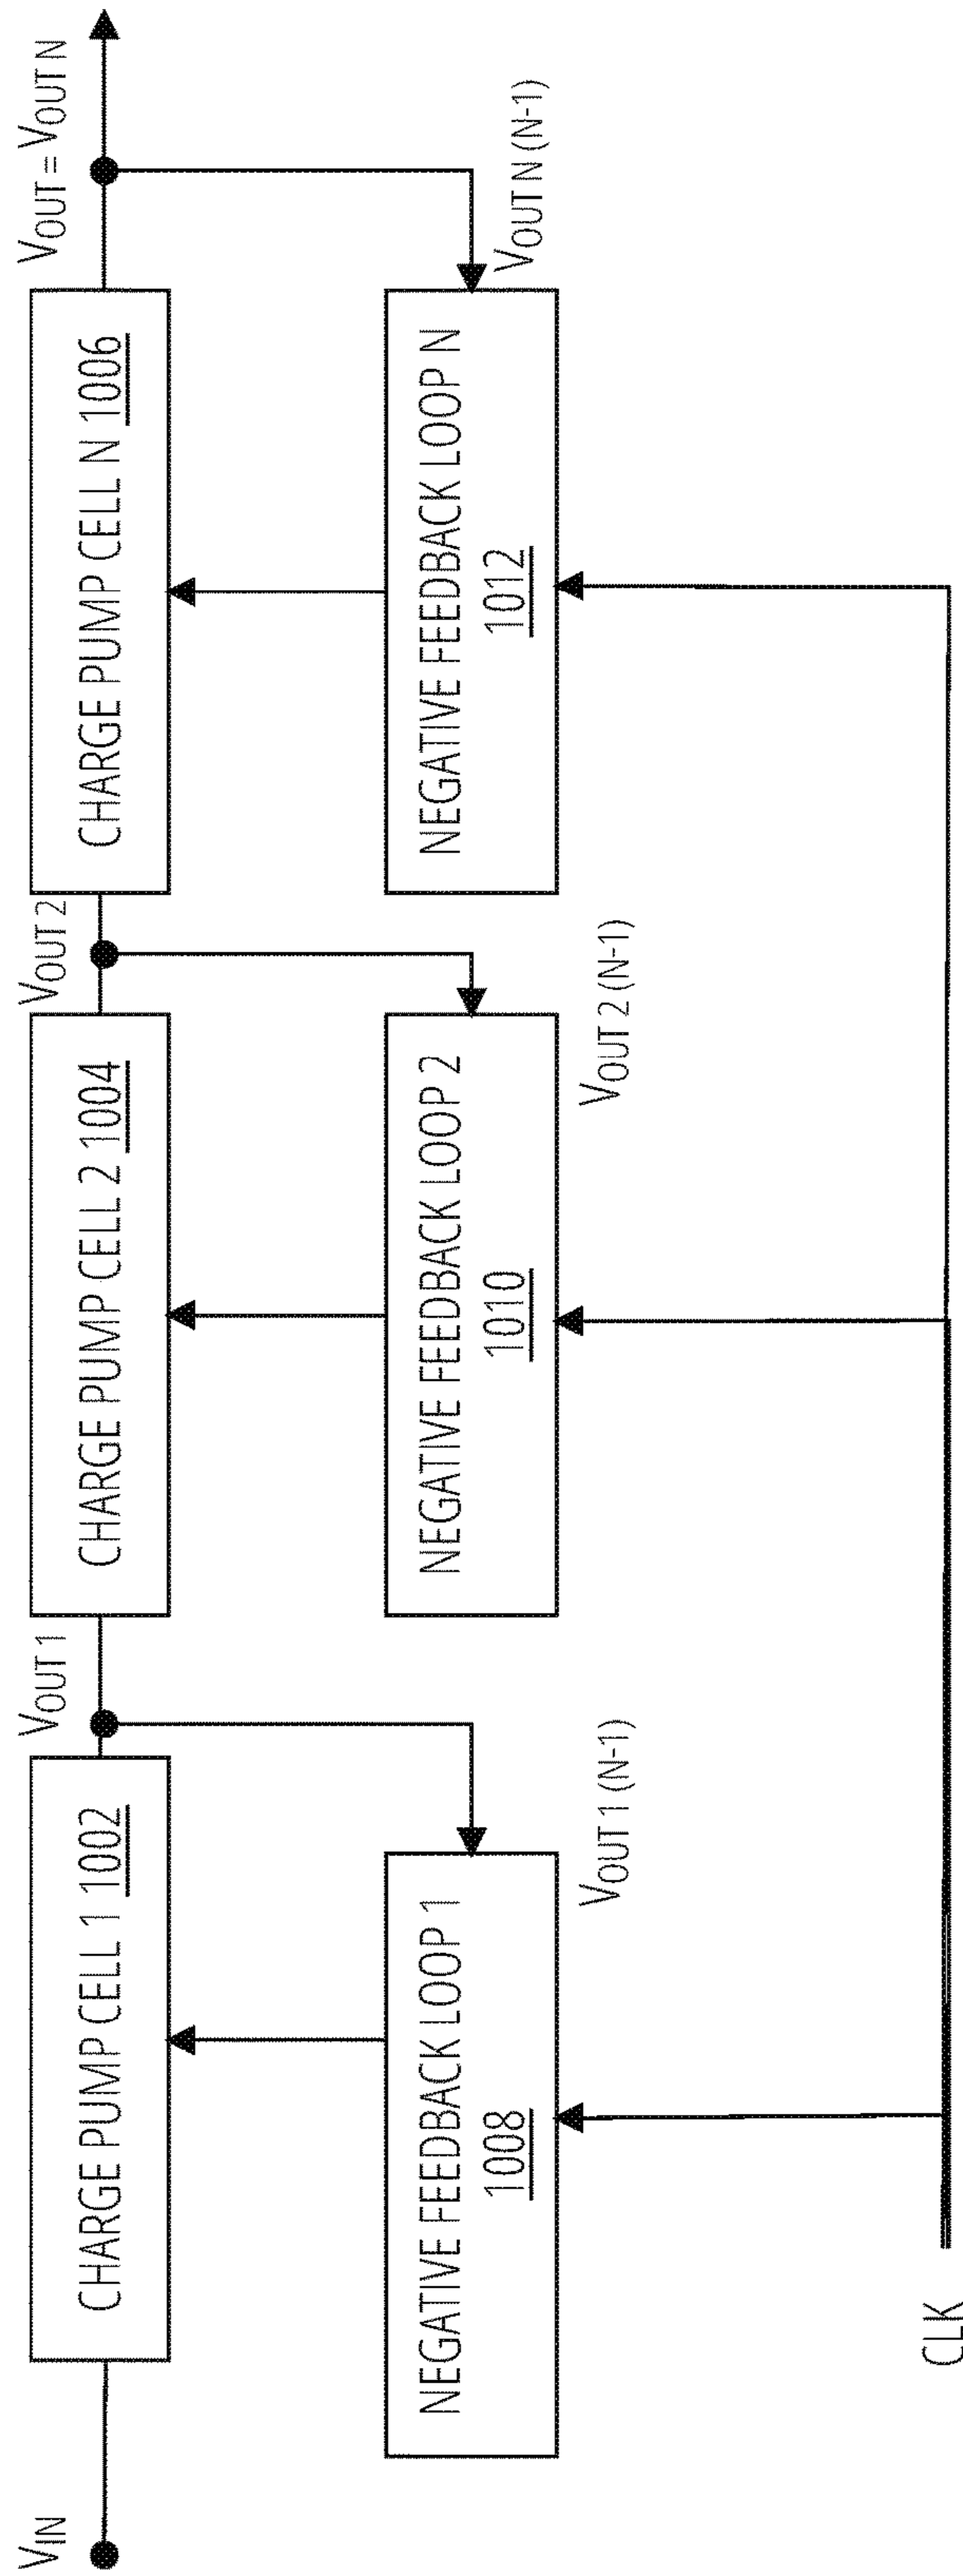 VIN
CHARGE PUMP CELL 1 1002
VOUT 1
CHARGE PUMP CELL 2 1004
VOUT 2
CHARGE PUMP CELL N 1006
VOUT = VOUT N
NEGATIVE FEEDBACK LOOP 1
1008
VOUT 1 (N-1)
NEGATIVE FEEDBACK LOOP 2
1010
VOUT 2 (N-1)
NEGATIVE FEEDBACK LOOP N
1012
VOUT N (N-1)
CLK